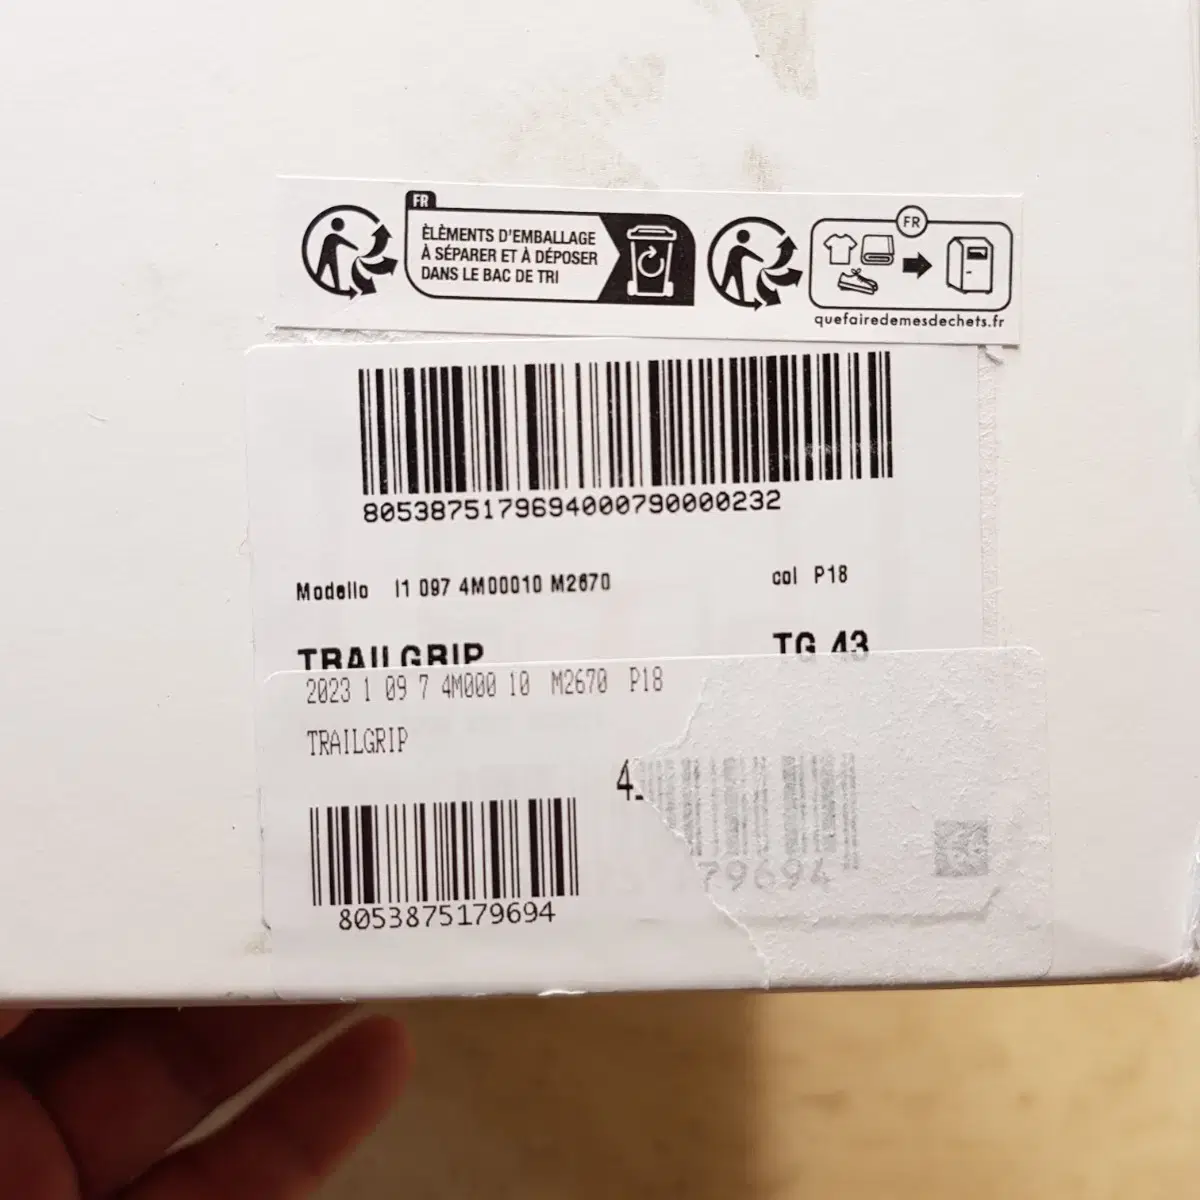 FR
ÈLÈMENTS D'EMBALLAGE
À SÉPARER ET À DÉPOSER
DANS LE BAC DE TRI
FR
quefairedemesdechets.fr
8053875179694000790000232
Modello I1 097 4M00010 M2670 col P18
TRAILGRIP TG 43
2023 1 09 7 4M000 10 M2670 P18
TRAILGRIP
8053875179694
79694